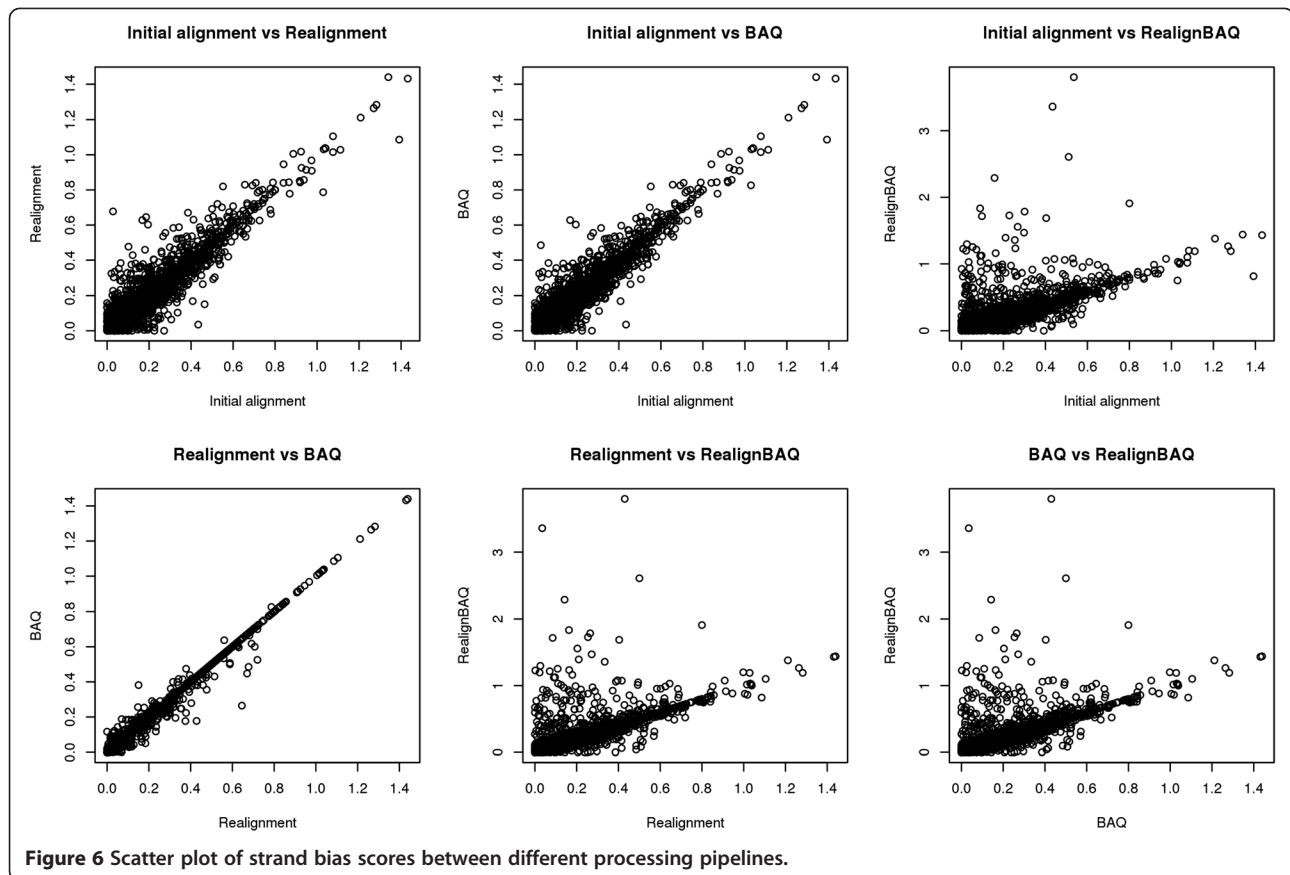 Initial alignment vs Realignment
Realignment
0.0 0.2 0.4 0.6 0.8 1.0 1.2 1.4
0.0 0.2 0.4 0.6 0.8 1.0 1.2 1.4
Initial alignment
Initial alignment vs BAQ
BAQ
0.0 0.2 0.4 0.6 0.8 1.0 1.2 1.4
0.0 0.2 0.4 0.6 0.8 1.0 1.2 1.4
Initial alignment
Initial alignment vs RealignBAQ
RealignBAQ
0 1 2 3
0.0 0.2 0.4 0.6 0.8 1.0 1.2 1.4
Initial alignment
Realignment vs BAQ
BAQ
0.0 0.2 0.4 0.6 0.8 1.0 1.2 1.4
0.0 0.2 0.4 0.6 0.8 1.0 1.2 1.4
Realignment
Realignment vs RealignBAQ
RealignBAQ
0 1 2 3
0.0 0.2 0.4 0.6 0.8 1.0 1.2 1.4
Realignment
BAQ vs RealignBAQ
RealignBAQ
0 1 2 3
0.0 0.2 0.4 0.6 0.8 1.0 1.2 1.4
BAQ
Figure 6 Scatter plot of strand bias scores between different processing pipelines.